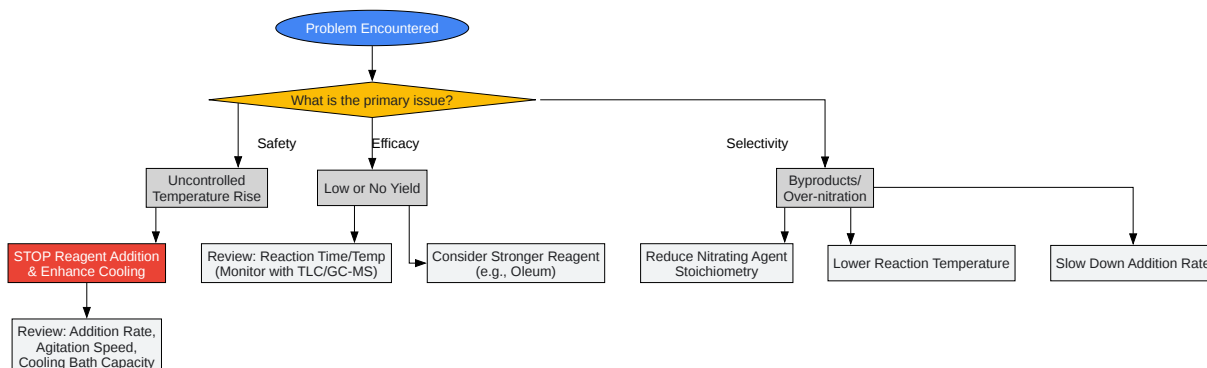 Problem Encountered
What is the primary issue?
Safety
Efficacy
Selectivity
Uncontrolled
Temperature Rise
Low or No Yield
Byproducts/
Over-nitration
STOP Reagent Addition
& Enhance Cooling
Review: Reaction Time/Temp
(Monitor with TLC/GC-MS)
Consider Stronger Reagent
(e.g., Oleum)
Reduce Nitrating Agent
Stoichiometry
Lower Reaction Temperature
Slow Down Addition Rate
Review: Addition Rate,
Agitation Speed,
Cooling Bath Capacity